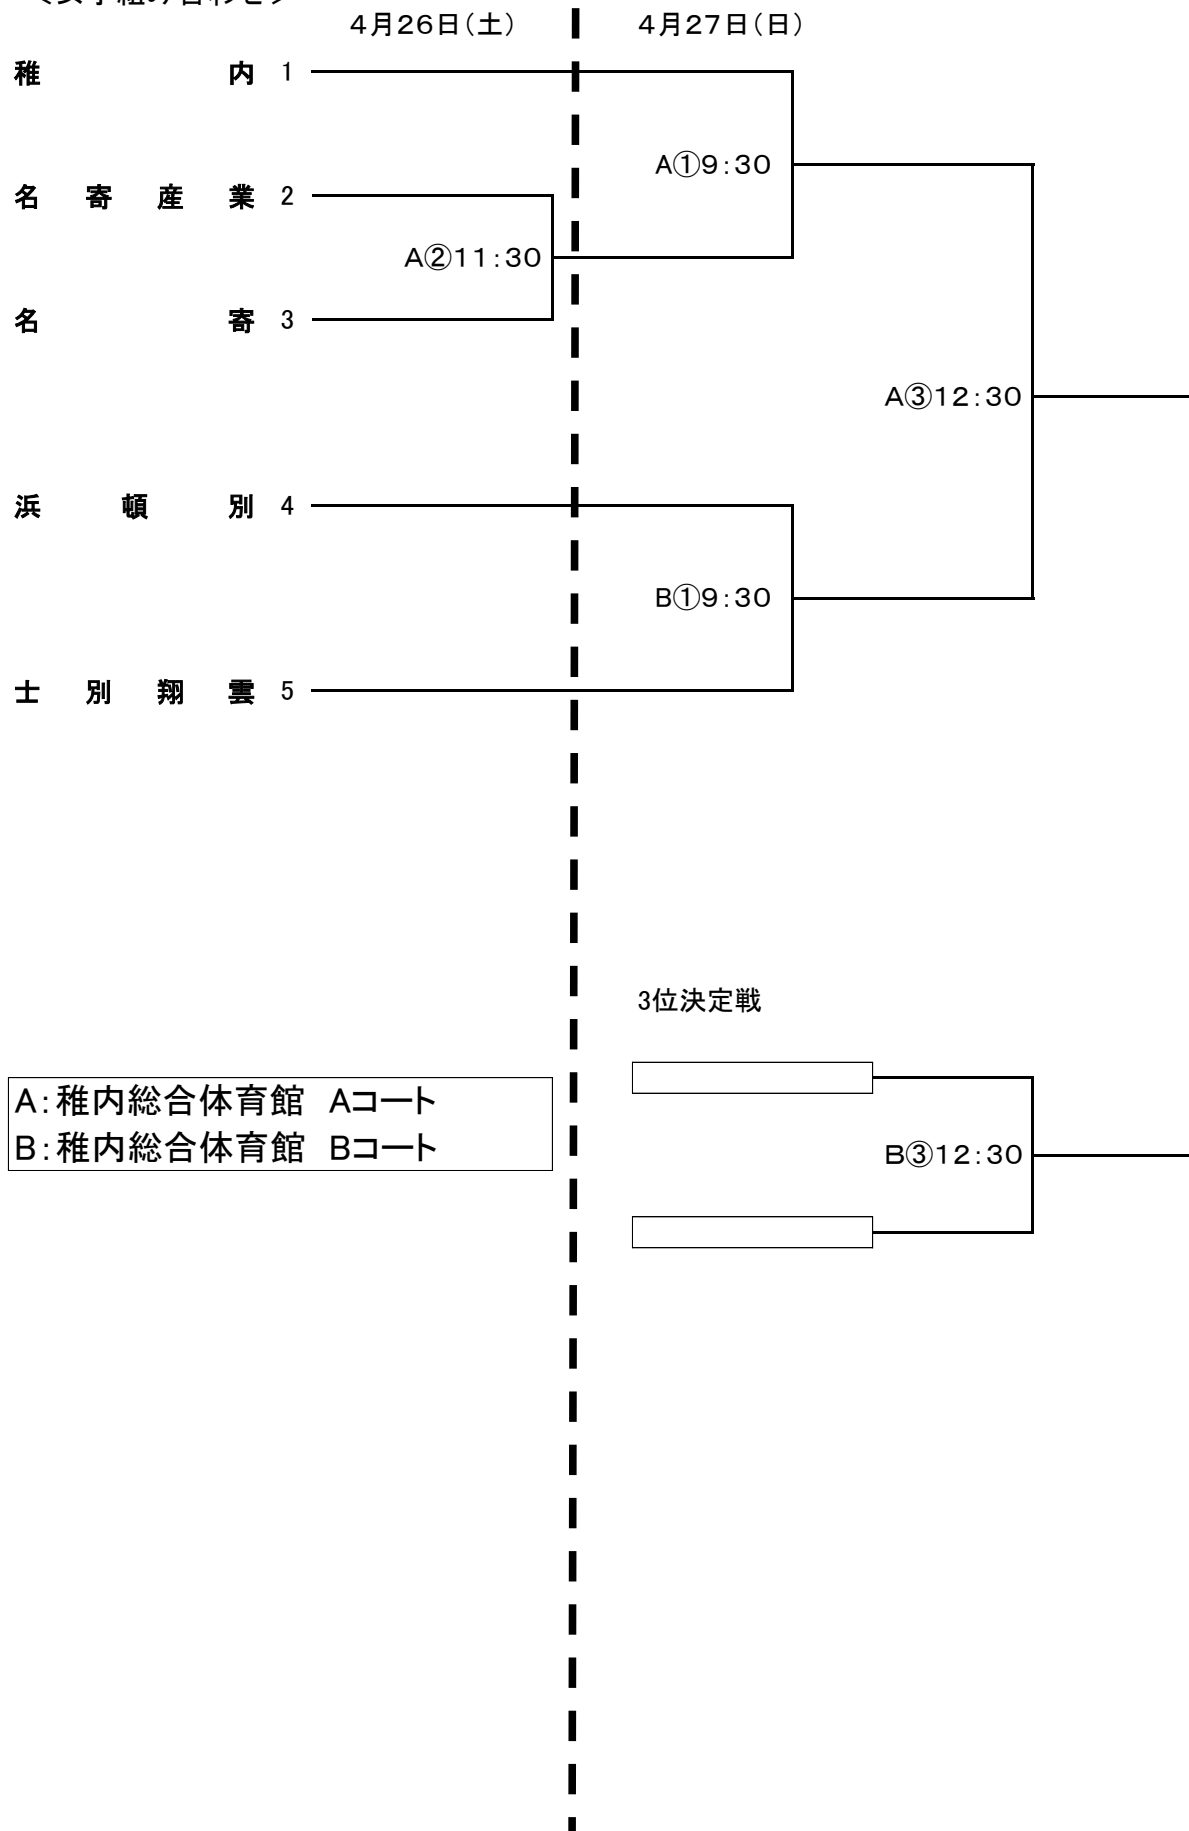 4月26日(土) 4月27日(日)
稚内 1
A①9:30
名寄産業 2
A②11:30
名寄 3
A③12:30
浜頓別 4
B①9:30
士別翔雲 5
3位決定戦
A:稚内総合体育館 Aコート
B:稚内総合体育館 Bコート
B③12:30